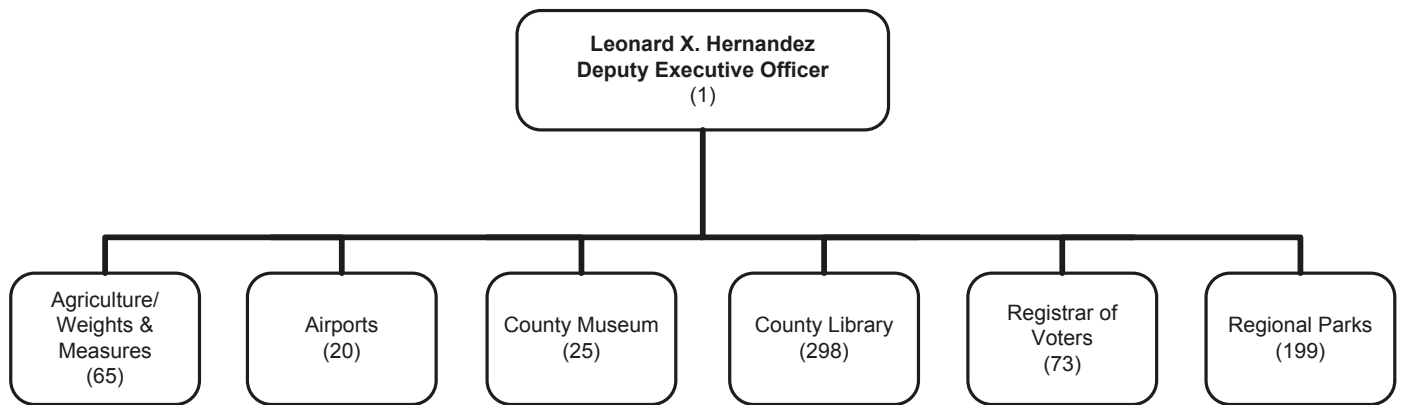 Leonard X. Hernandez
Deputy Executive Officer
(1)
Agriculture/
Weights &
Measures
(65)
Airports
(20)
County Museum
(25)
County Library
(298)
Registrar of
Voters
(73)
Regional Parks
(199)